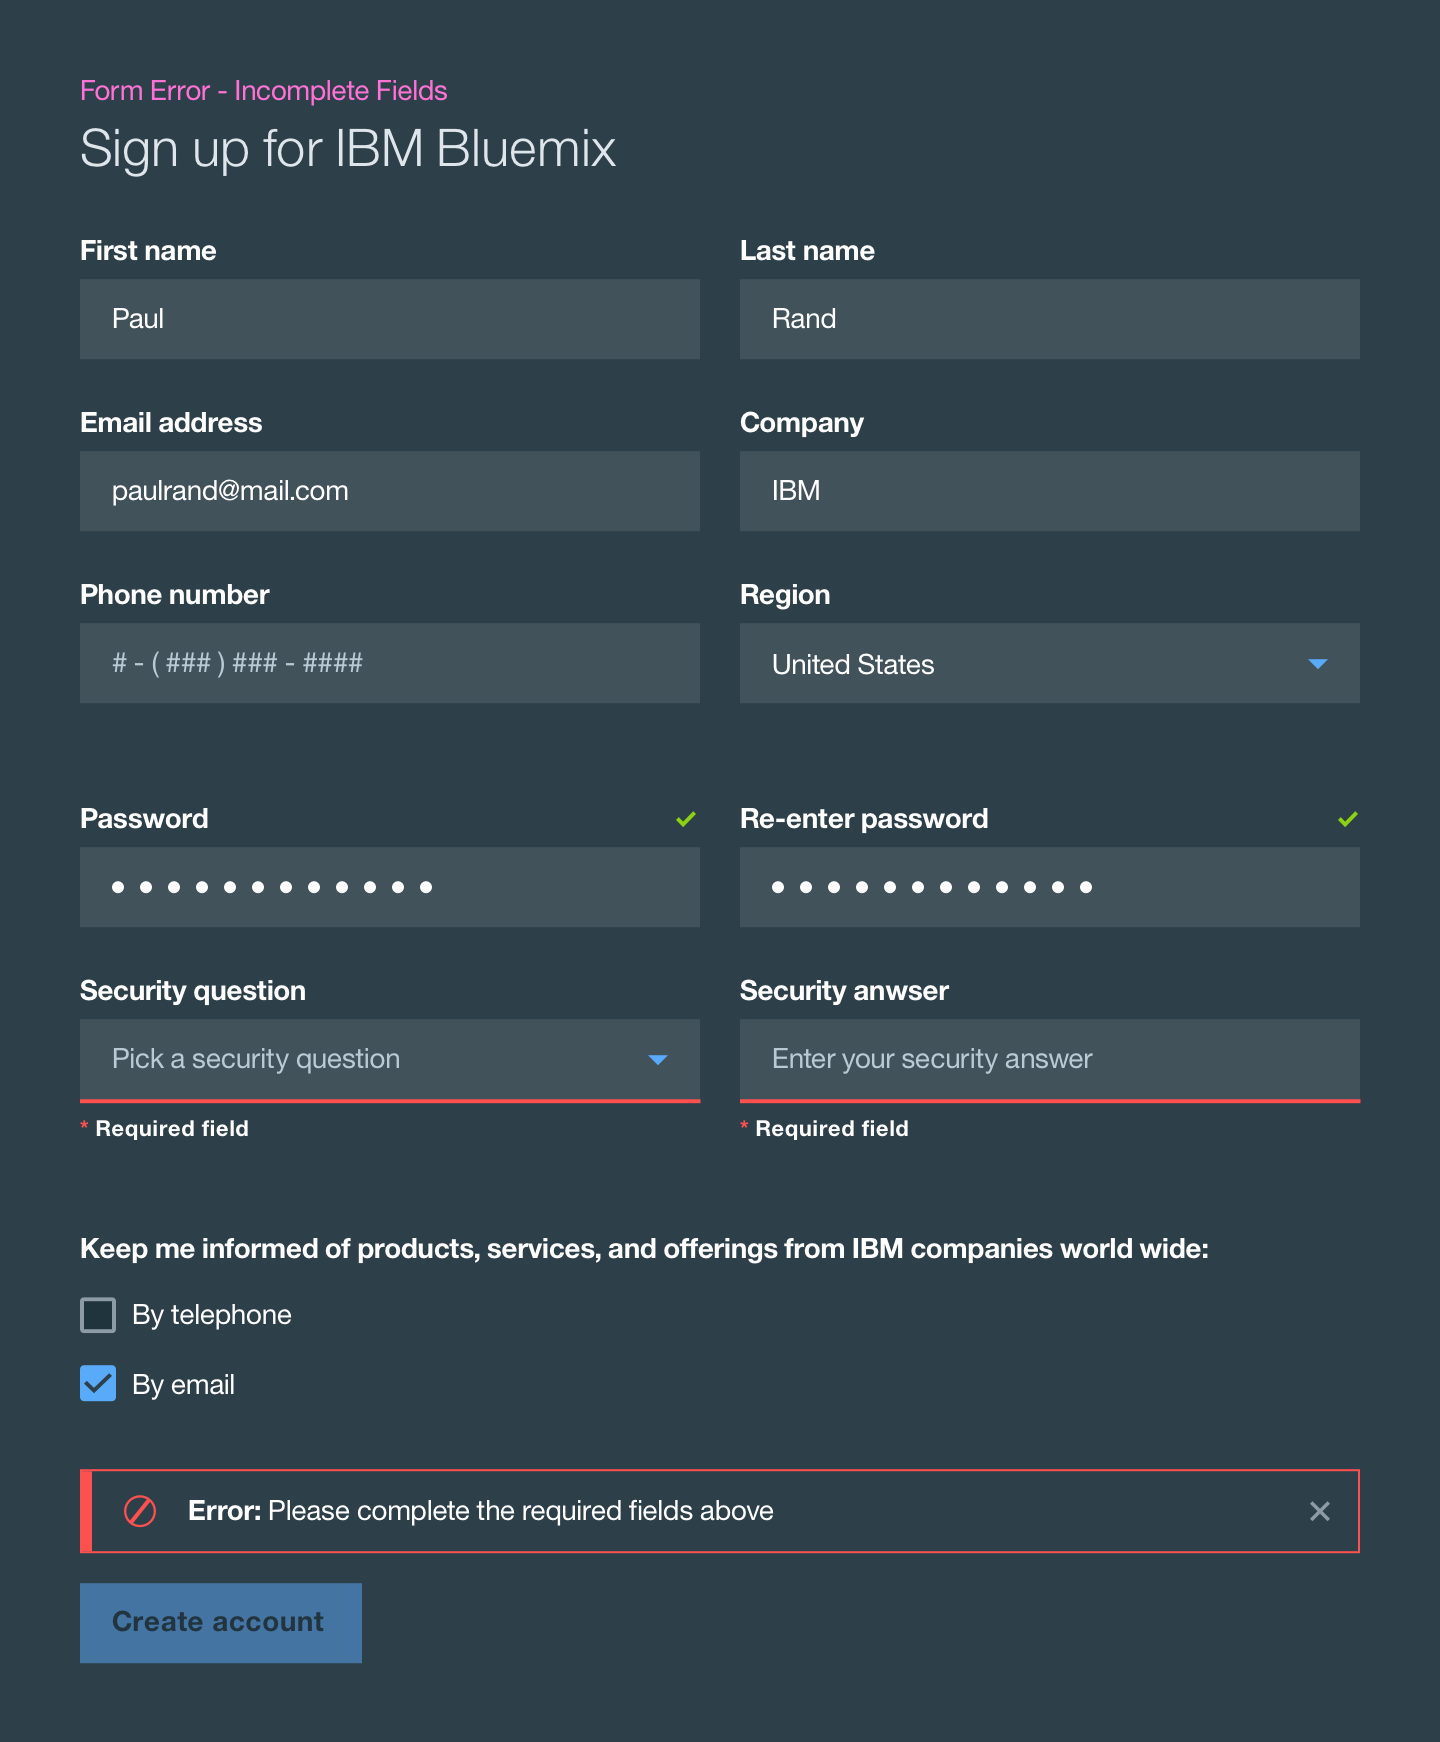 Form Error - Incomplete Fields
Sign up for IBM Bluemix
First name
Last name
Paul
Rand
Email address
Company
paulrand@mail.com
IBM
Phone number
Region
# - ( ### ) ### - ####
United States
Password
Re-enter password
Security question
Security anwser
Pick a security question
Enter your security answer
* Required field
* Required field
Keep me informed of products, services, and offerings from IBM companies world wide:
By telephone
By email
Error: Please complete the required fields above
Create account